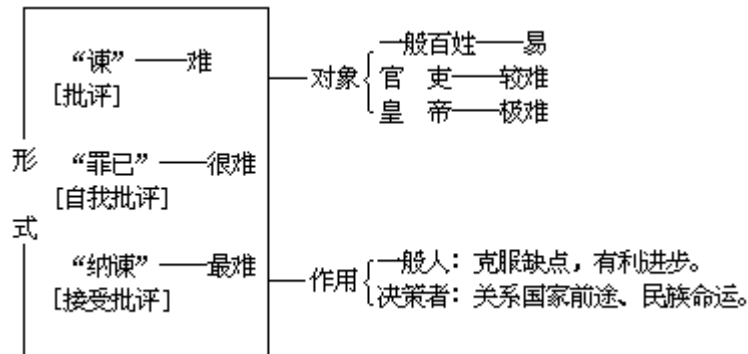 “谏”——难
[批评]
“罪已”——很难
[自我批评]
“纳谏”——最难
[接受批评]
形
式
对象
一般百姓——易
官 吏——较难
皇 帝——极难
作用
一般人：克服缺点，有利进步。
决策者：关系国家前途、民族命运。